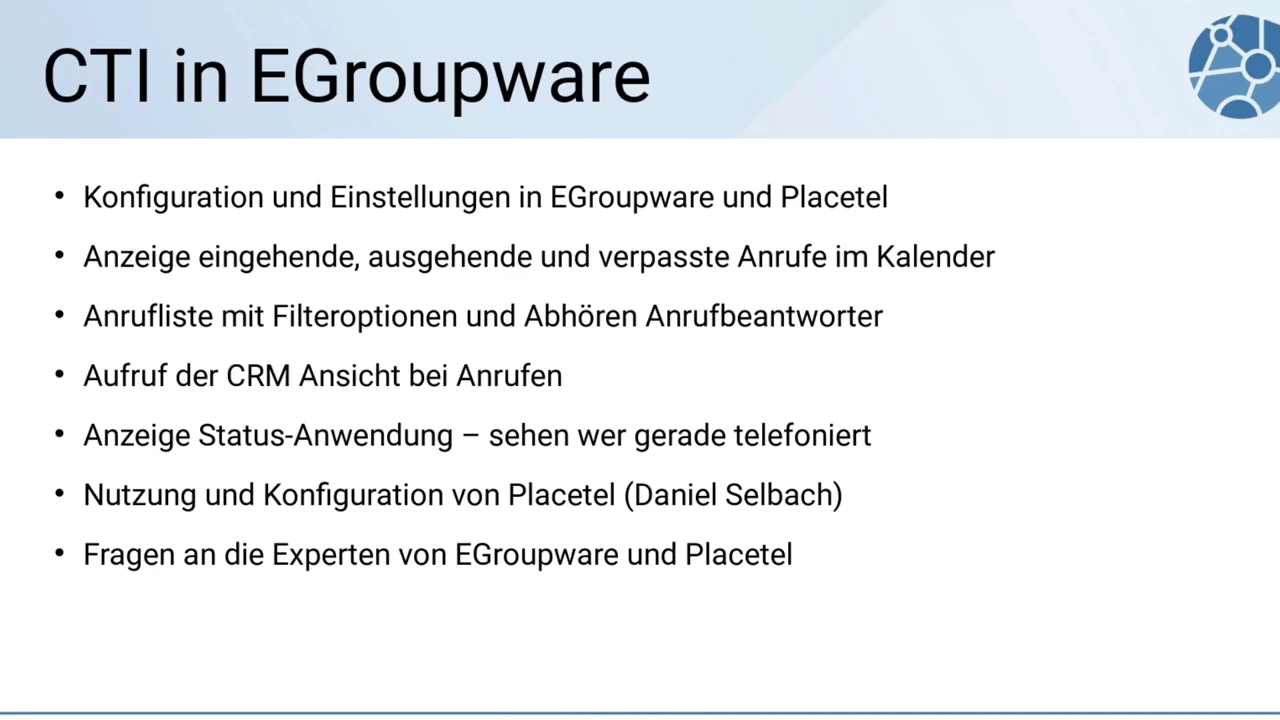 CTI in EGroupware
• Konfiguration und Einstellungen in EGroupware und Placetel
• Anzeige eingehende, ausgehende und verpasste Anrufe im Kalender
• Anrufliste mit Filteroptionen und Abhören Anrufbeantworter
• Aufruf der CRM Ansicht bei Anrufen
• Anzeige Status-Anwendung – sehen wer gerade telefoniert
• Nutzung und Konfiguration von Placetel (Daniel Selbach)
• Fragen an die Experten von EGroupware und Placetel